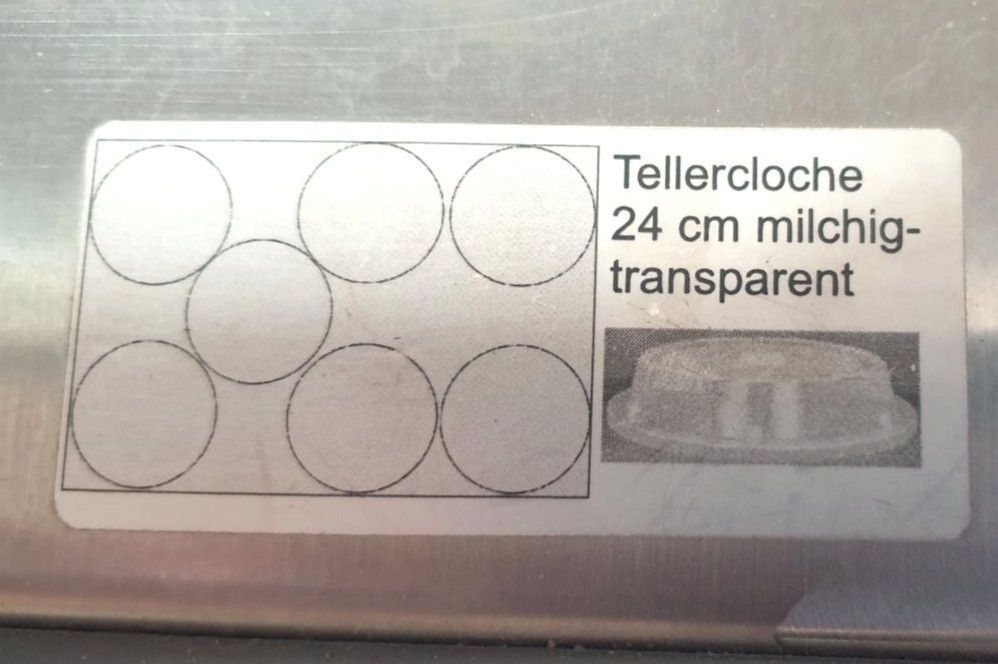 Tellercloche
24 cm milchig-
transparent